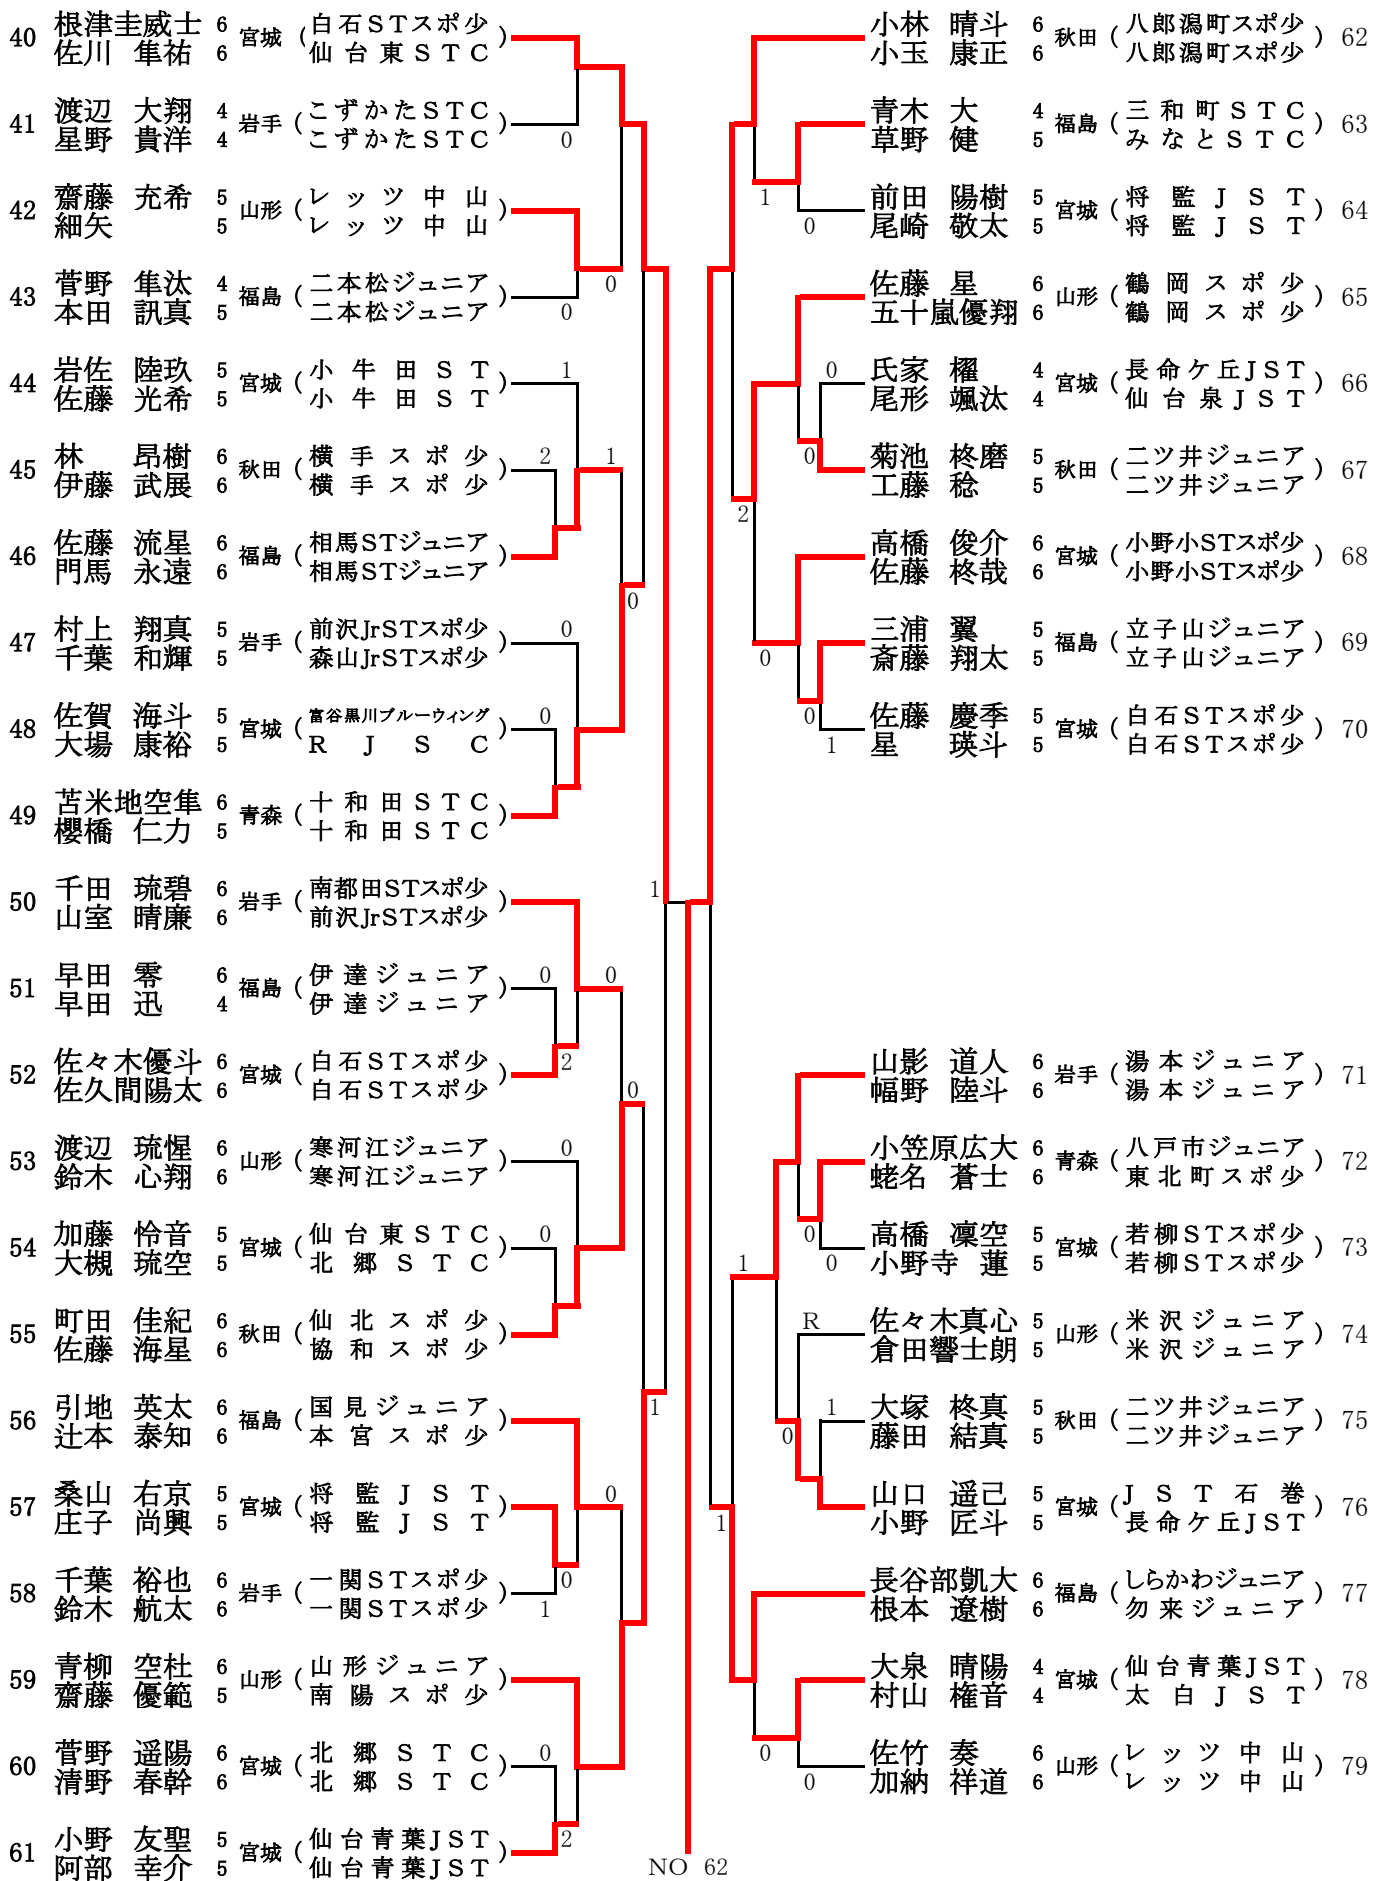 40 根津圭威士 6 宮城 ( 白石STスポ少 )
佐川 隼祐 6 仙台東STC
41 渡辺 大翔 4 岩手 ( こずかたSTC )
星野 貴洋 4 こずかたSTC
0
42 齋藤 充希 5 山形 ( レッツ中山 )
細矢 5 レッツ中山
43 菅野 隼汰 4 福島 ( 二本松ジュニア )
本田 訊真 5 二本松ジュニア
0
0
44 岩佐 陸玖 5 宮城 ( 小牛田ST ) 1
佐藤 光希 5 小牛田ST
45 林 昂樹 6 秋田 ( 横手スポ少 ) 2 1
伊藤 武展 6 横手スポ少
46 佐藤 流星 6 福島 ( 相馬STジュニア )
門馬 永遠 6 相馬STジュニア
0
47 村上 翔真 5 岩手 ( 前沢JrSTスポ少 ) 0
千葉 和輝 5 森山JrSTスポ少
48 佐賀 海斗 5 宮城 ( 富谷黒川ブルーウィング ) 0
大場 康裕 5 RJSC
49 苫米地空隼 6 青森 ( 十和田STC )
櫻橋 仁力 5 十和田STC
50 千田 琉碧 6 岩手 ( 南都田STスポ少 ) 1
山室 晴廉 6 前沢JrSTスポ少
51 早田 零 6 福島 ( 伊達ジュニア ) 0 0
早田 迅 4 伊達ジュニア
52 佐々木優斗 6 宮城 ( 白石STスポ少 ) 2
佐久間陽太 6 白石STスポ少
0
53 渡辺 琉惺 6 山形 ( 寒河江ジュニア ) 0
鈴木 心翔 6 寒河江ジュニア
54 加藤 怜音 5 宮城 ( 仙台東STC ) 0
大槻 琉空 5 北郷STC
55 町田 佳紀 6 秋田 ( 仙北スポ少 )
佐藤 海星 6 協和スポ少
1
56 引地 英太 6 福島 ( 国見ジュニア )
辻本 泰知 6 本宮スポ少
57 桑山 右京 5 宮城 ( 将監JST ) 0
庄子 尚興 5 将監JST
58 千葉 裕也 6 岩手 ( 一関STスポ少 ) 0
鈴木 航太 6 一関STスポ少 1
59 青柳 空杜 6 山形 ( 山形ジュニア )
齋藤 優範 5 南陽スポ少
60 菅野 遥陽 6 宮城 ( 北郷STC ) 0
清野 春幹 6 北郷STC
61 小野 友聖 5 宮城 ( 仙台青葉JST ) 2
阿部 幸介 5 仙台青葉JST
NO 62
小林 晴斗 6 秋田 ( 八郎潟町スポ少 ) 62
小玉 康正 6 八郎潟町スポ少
青木 大 4 福島 ( 三和町STC ) 63
草野 健 5 みなとSTC
1
前田 陽樹 5 宮城 ( 将監JST ) 64
0 尾崎 敬太 5 将監JST
佐藤 星 6 山形 ( 鶴岡スポ少 ) 65
五十嵐優翔 6 鶴岡スポ少
0 氏家 櫂 4 宮城 ( 長命ケ丘JST ) 66
尾形 颯汰 4 仙台泉JST
0 菊池 柊磨 5 秋田 ( 二ツ井ジュニア ) 67
工藤 稔 5 二ツ井ジュニア
2
高橋 俊介 6 宮城 ( 小野小STスポ少 ) 68
佐藤 柊哉 6 小野小STスポ少
三浦 翼 5 福島 ( 立子山ジュニア ) 69
0 斎藤 翔太 5 立子山ジュニア
0 佐藤 慶季 5 宮城 ( 白石STスポ少 ) 70
1 星 瑛斗 5 白石STスポ少
山影 道人 6 岩手 ( 湯本ジュニア ) 71
幅野 陸斗 6 湯本ジュニア
小笠原広大 6 青森 ( 八戸市ジュニア ) 72
蛯名 蒼士 6 東北町スポ少
0 高橋 凜空 5 宮城 ( 若柳STスポ少 ) 73
1 0 小野寺 蓮 5 若柳STスポ少
R 佐々木真心 5 山形 ( 米沢ジュニア ) 74
倉田響士朗 5 米沢ジュニア
1 大塚 柊真 5 秋田 ( 二ツ井ジュニア ) 75
0 藤田 結真 5 二ツ井ジュニア
山口 遥己 5 宮城 ( JST石巻 ) 76
1 小野 匠斗 5 長命ケ丘JST
長谷部凱大 6 福島 ( しらかわジュニア ) 77
根本 遼樹 6 勿来ジュニア
大泉 晴陽 4 宮城 ( 仙台青葉JST ) 78
村山 権音 4 太白JST
0 佐竹 奏 6 山形 ( レッツ中山 ) 79
0 加納 祥道 6 レッツ中山